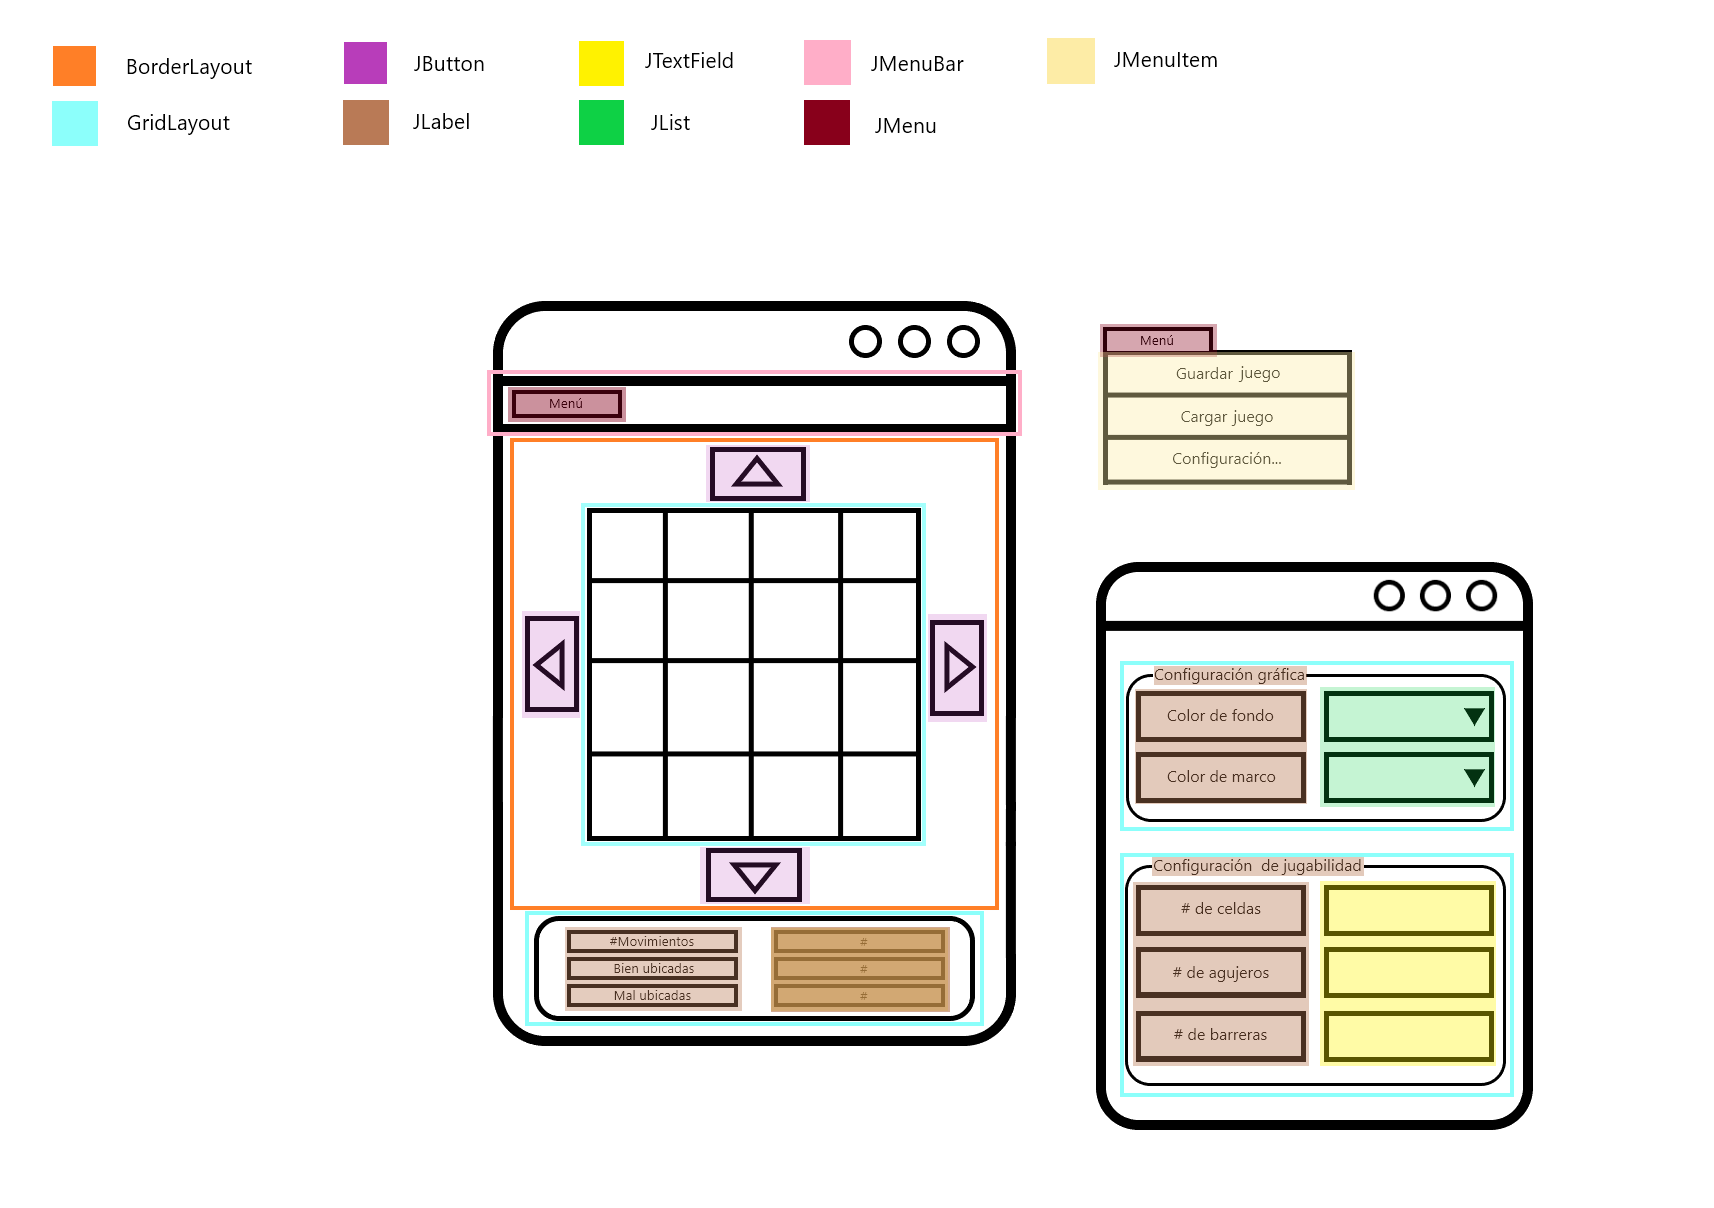 BorderLayout
JButton
JTextField
JMenuBar
JMenuItem
GridLayout
JLabel
JList
JMenu
Menú
#Movimientos
#
Bien ubicadas
#
Mal ubicadas
#
Menú
Guardar juego
Cargar juego
Configuración...
Configuración gráfica
Color de fondo
Color de marco
Configuración de jugabilidad
# de celdas
# de agujeros
# de barreras